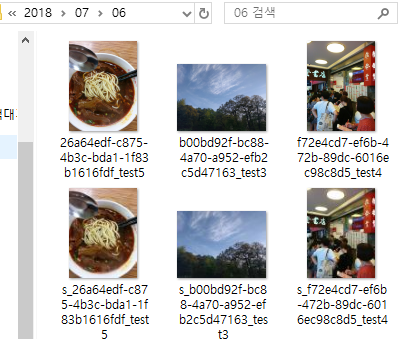 « 2018 > 07 > 06
06 검색
26a64edf-c875-
4b3c-bda1-1f83
b1616fdf_test5
b00bd92f-bc88-
4a70-a952-efb2
c5d47163_test3
f72e4cd7-ef6b-4
72b-89dc-6016e
c98c8d5_test4
s_26a64edf-c87
5-4b3c-bda1-1f
83b1616fdf_test
5
s_b00bd92f-bc8
8-4a70-a952-ef
b2c5d47163_tes
t3
s_f72e4cd7-ef6b
-472b-89dc-601
6ec98c8d5_test4